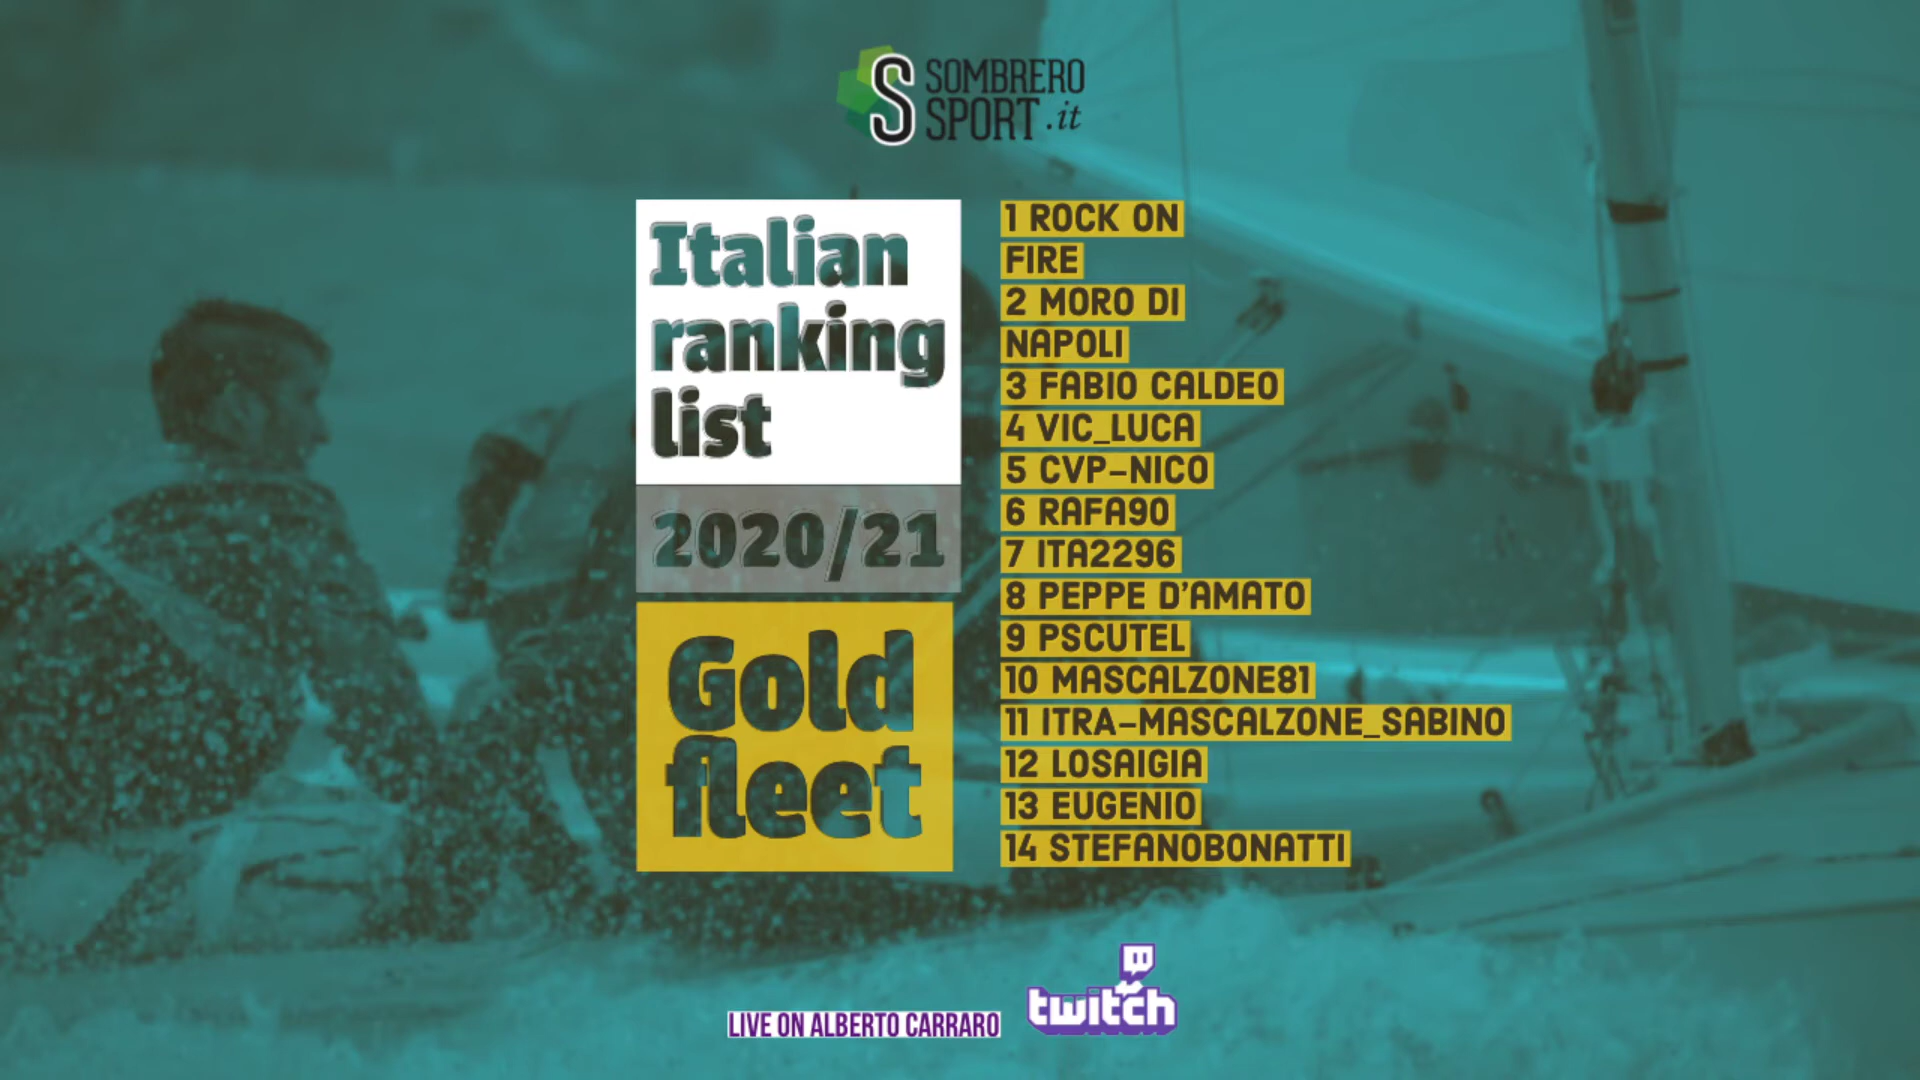 S SOMBRERO
SPORT.it
Italian
ranking
list
2020/21
Gold
fleet
1 ROCK ON
FIRE
2 MORO DI
NAPOLI
3 FABIO CALDEO
4 VIC_LUCA
5 CVP-NICO
6 RAFA90
7 ITA2296
8 PEPPE D'AMATO
9 PSCUTEL
10 MASCALZONE81
11 ITRA-MASCALZONE_SABINO
12 LOSAIGIA
13 EUGENIO
14 STEFANOBONATTI
LIVE ON ALBERTO CARRARO
twitch